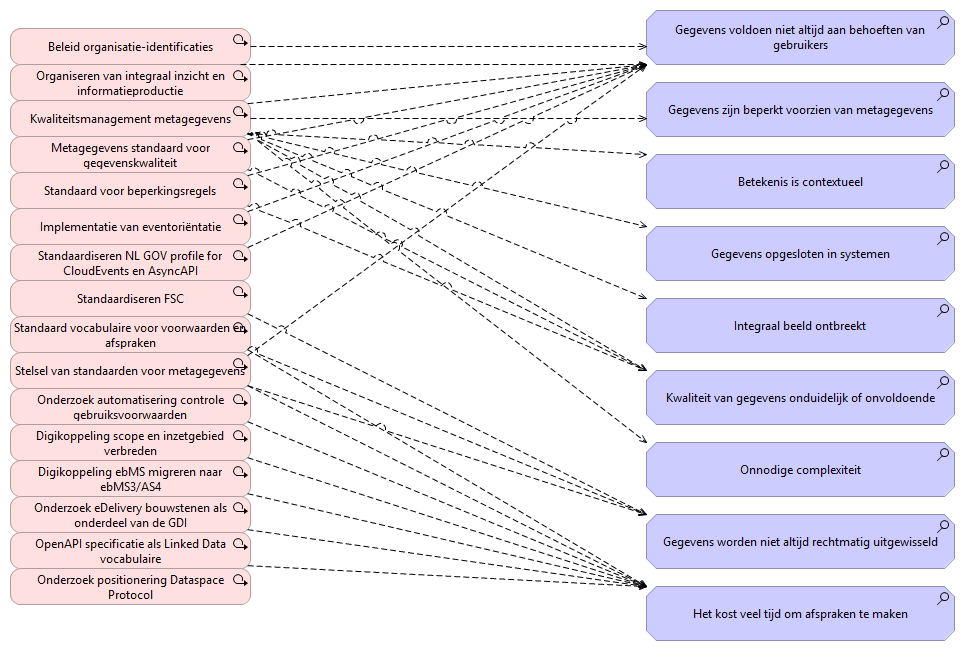 Beleid organisatie-identificaties
Organiseren van integraal inzicht en
informatieproductie
Kwaliteitsmanagement metagegevens
Metagegevens standaard voor
gegevenskwaliteit
Standaard voor beperkingsregels
Implementatie van eventoriëntatie
Standaardiseren NL GOV profile for
CloudEvents en AsyncAPI
Standaardiseren FSC
Standaard vocabulaire voor voorwaarden en
afspraken
Stelsel van standaarden voor metagegevens
Onderzoek automatisering controle
gebruiksvoorwaarden
Digikoppeling scope en inzetgebied
verbreden
Digikoppeling ebMS migreren naar
ebMS3/AS4
Onderzoek eDelivery bouwstenen als
onderdeel van de GDI
OpenAPI specificatie als Linked Data
vocabulaire
Onderzoek positionering Dataspace
Protocol
Gegevens voldoen niet altijd aan behoeften van
gebruikers
Gegevens zijn beperkt voorzien van metagegevens
Betekenis is contextueel
Gegevens opgesloten in systemen
Integraal beeld ontbreekt
Kwaliteit van gegevens onduidelijk of onvoldoende
Onnodige complexiteit
Gegevens worden niet altijd rechtmatig uitgewisseld
Het kost veel tijd om afspraken te maken